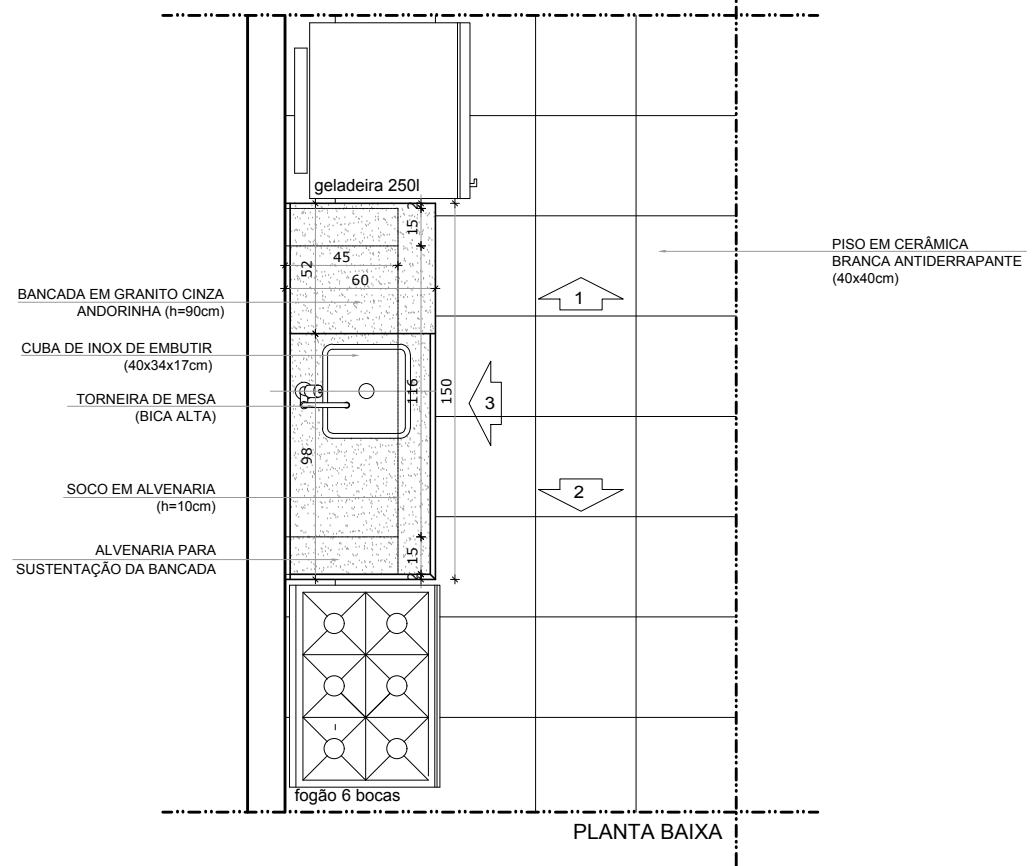 geladeira 250l
2
15
45
52
60
BANCADA EM GRANITO CINZA
ANDORINHA (h=90cm)
CUBA DE INOX DE EMBUTIR
(40x34x17cm)
TORNEIRA DE MESA
(BICA ALTA)
116
150
98
SOCO EM ALVENARIA
(h=10cm)
ALVENARIA PARA
SUSTENTAÇÃO DA BANCADA
15
2
fogão 6 bocas
1
3
2
PISO EM CERÂMICA
BRANCA ANTIDERRAPANTE
(40x40cm)
PLANTA BAIXA